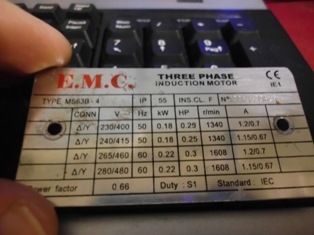 E.M.C.
THREE PHASE
INDUCTION MOTOR
CE
IE1
TYPE MS63B - 4 IP 55 INS.CL. F N°
CONN V Hz kW HP r/min A
Δ/Y 230/400 50 0.18 0.25 1340 1.2/0.7
Δ/Y 240/415 50 0.18 0.25 1340 1.15/0.67
Δ/Y 265/460 60 0.22 0.3 1608 1.2/0.7
Δ/Y 280/480 60 0.22 0.3 1608 1.15/0.67
ower factor 0.66 Duty : S1 Standard : IEC